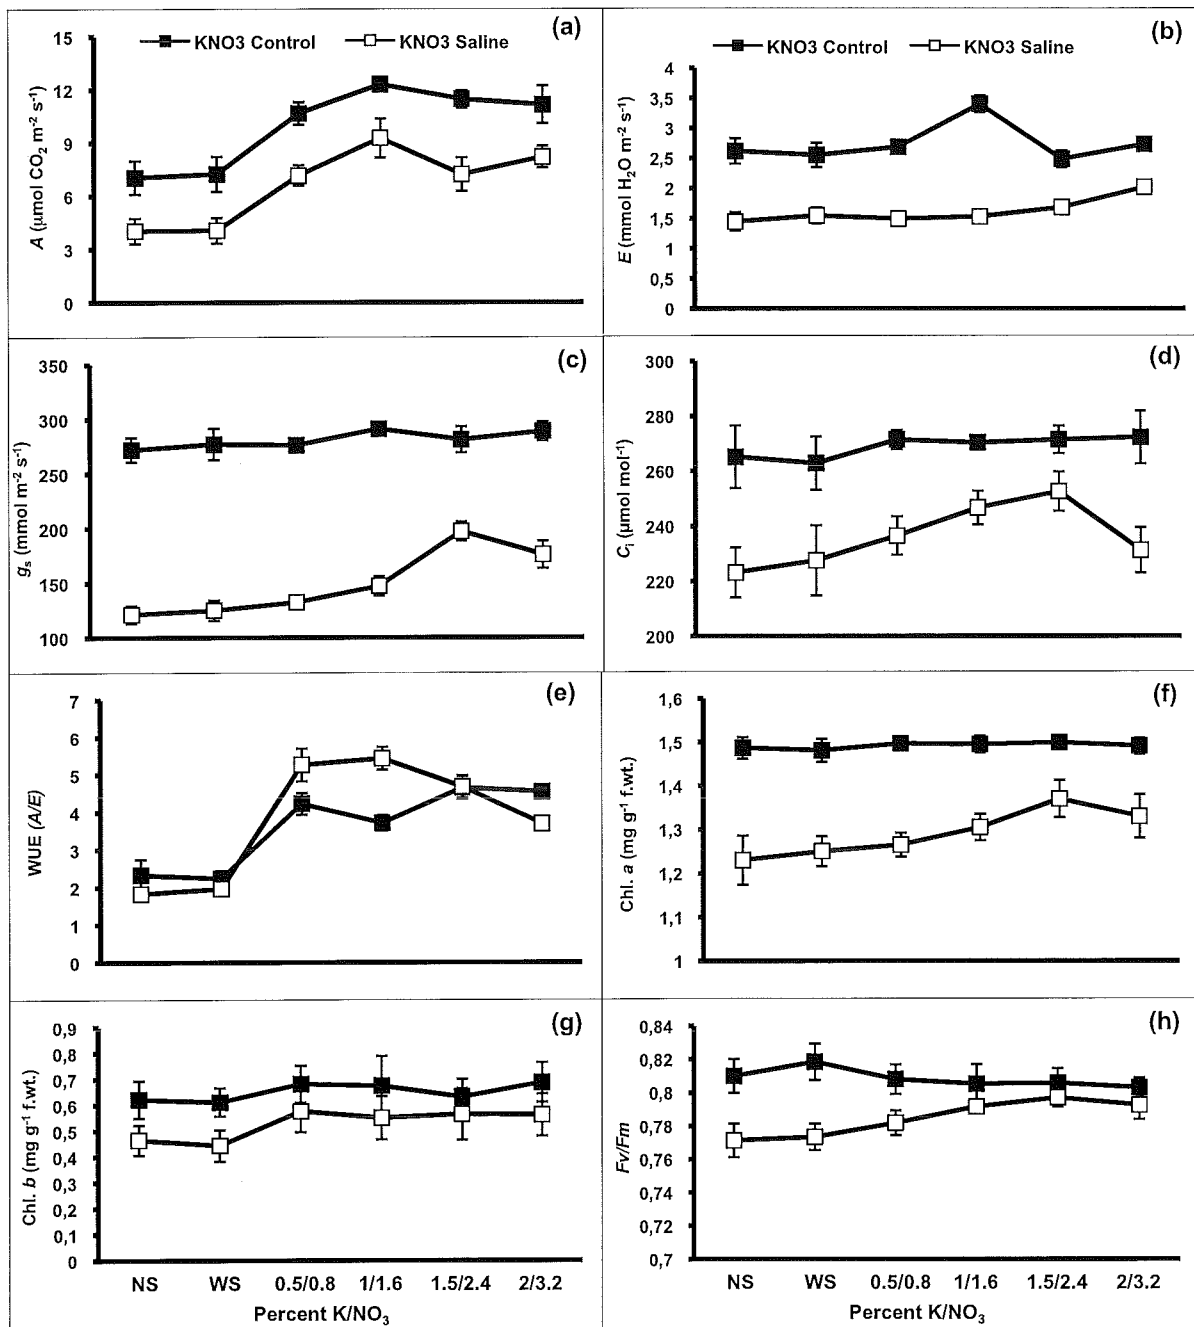 (a)
KNO3 Control KNO3 Saline
15
12
9
6
3
0
A (µmol CO2 m-2 s-1)
(b)
KNO3 Control KNO3 Saline
4
3,5
3
2,5
2
1,5
1
0,5
0
E (mmol H2O m-2 s-1)
(c)
350
300
250
200
150
100
gs (mmol m-2 s-1)
(d)
300
280
260
240
220
200
Ci (µmol mol-1)
(e)
7
6
5
4
3
2
1
0
WUE (A/E)
(f)
1,6
1,5
1,4
1,3
1,2
1,1
1
Chl. a (mg g-1 f.wt.)
(g)
0,9
0,8
0,7
0,6
0,5
0,4
0,3
0,2
0,1
0
Chl. b (mg g-1 f.wt.)
NS WS 0.5/0.8 1/1.6 1.5/2.4 2/3.2
Percent K/NO3
(h)
0,84
0,82
0,8
0,78
0,76
0,74
0,72
0,7
Fv/Fm
NS WS 0.5/0.8 1/1.6 1.5/2.4 2/3.2
Percent K/NO3